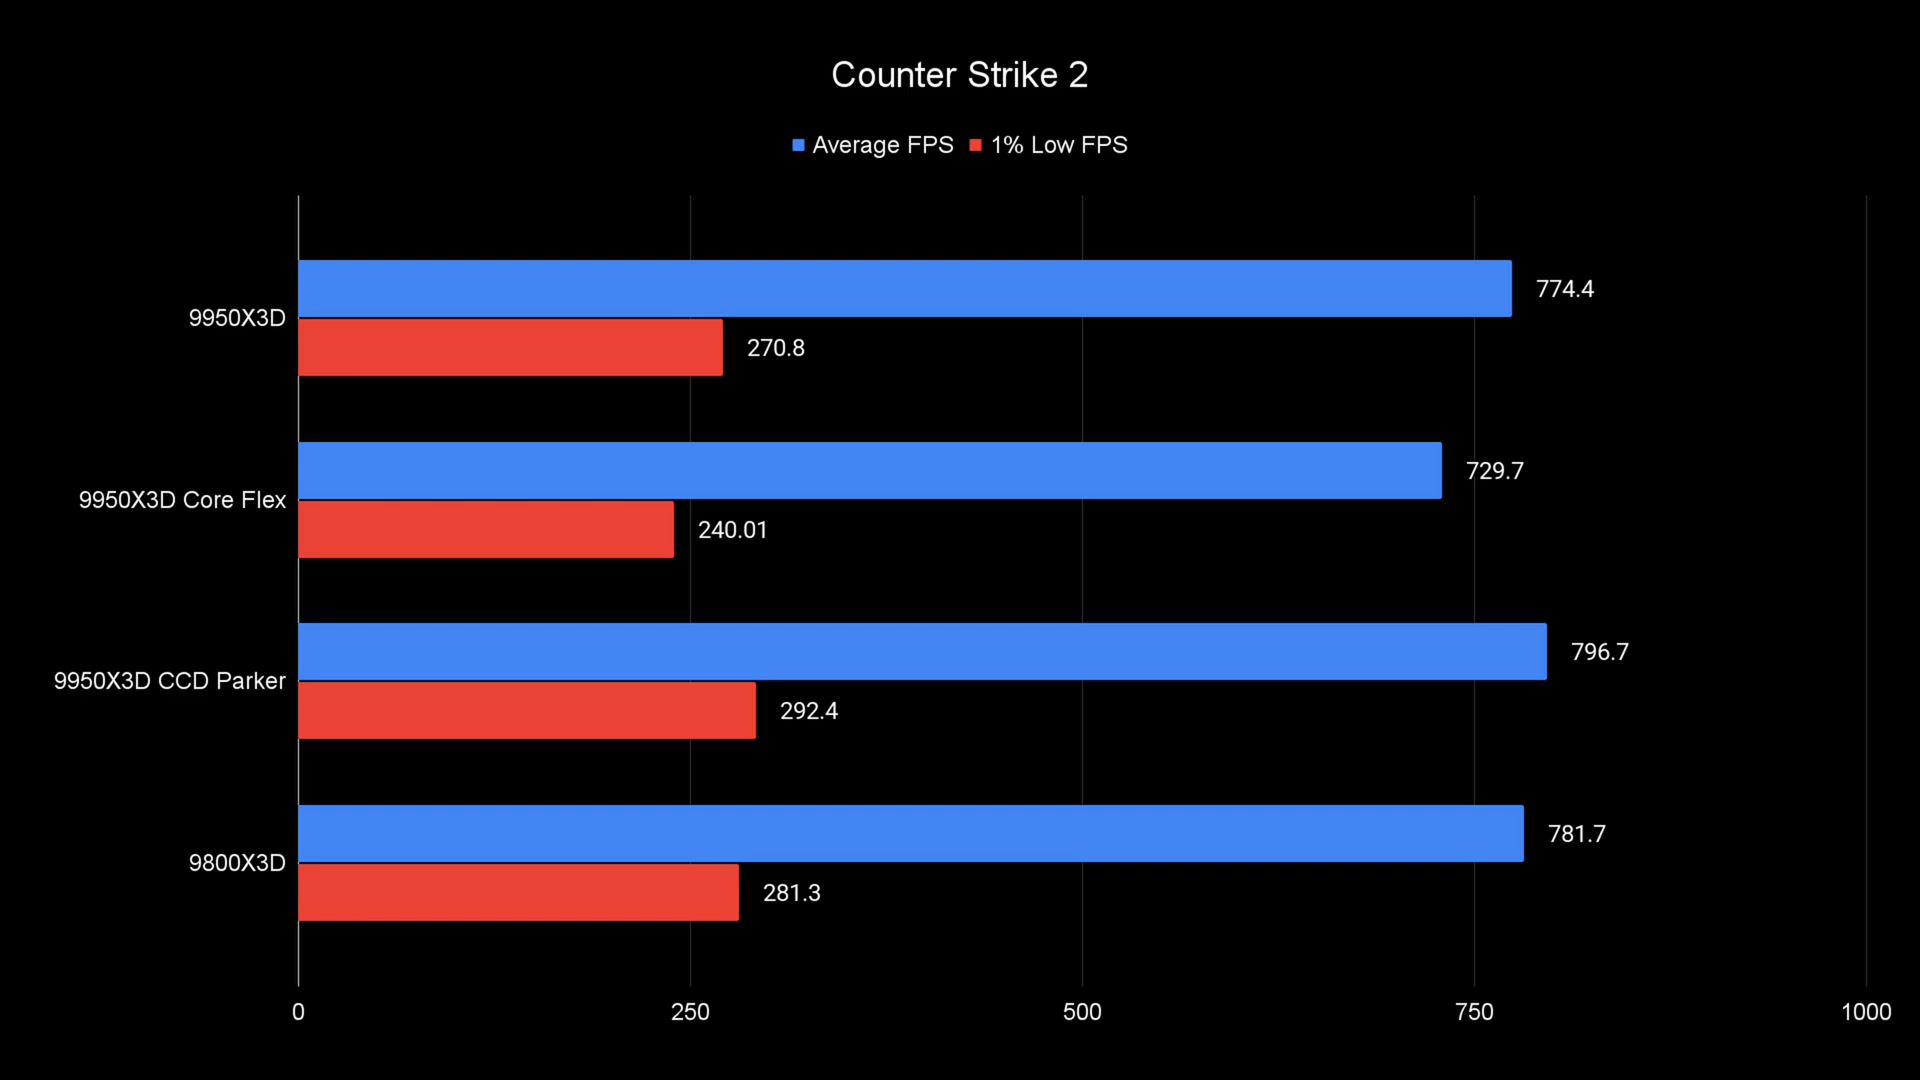 Counter Strike 2
Average FPS 1% Low FPS
9950X3D
774.4
270.8
9950X3D Core Flex
729.7
240.01
9950X3D CCD Parker
796.7
292.4
9800X3D
781.7
281.3
0 250 500 750 1000